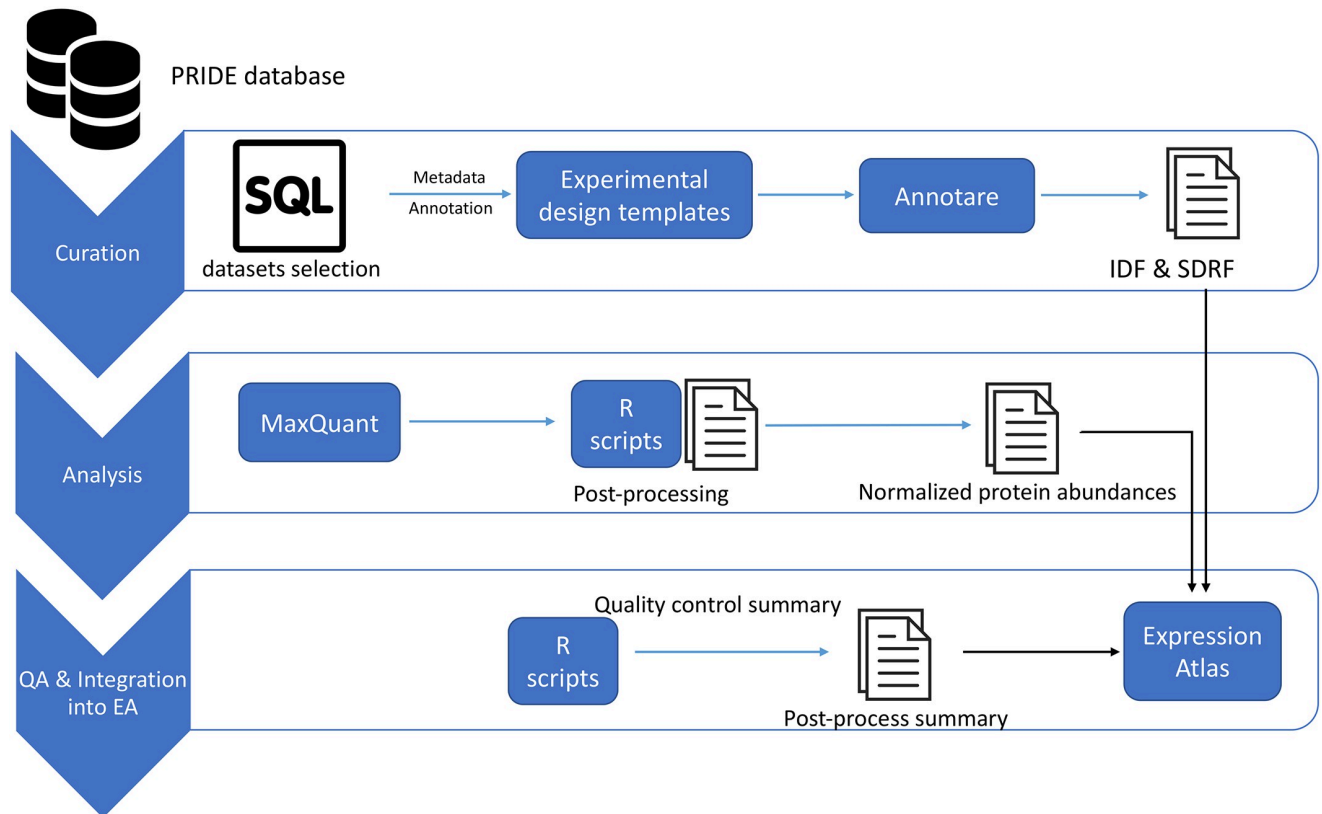 PRIDE database
Curation
SQL
datasets selection
Metadata
Annotation
Experimental
design templates
Annotare
IDF & SDRF
Analysis
MaxQuant
R
scripts
Post-processing
Normalized protein abundances
QA & Integration
into EA
R
scripts
Quality control summary
Post-process summary
Expression
Atlas